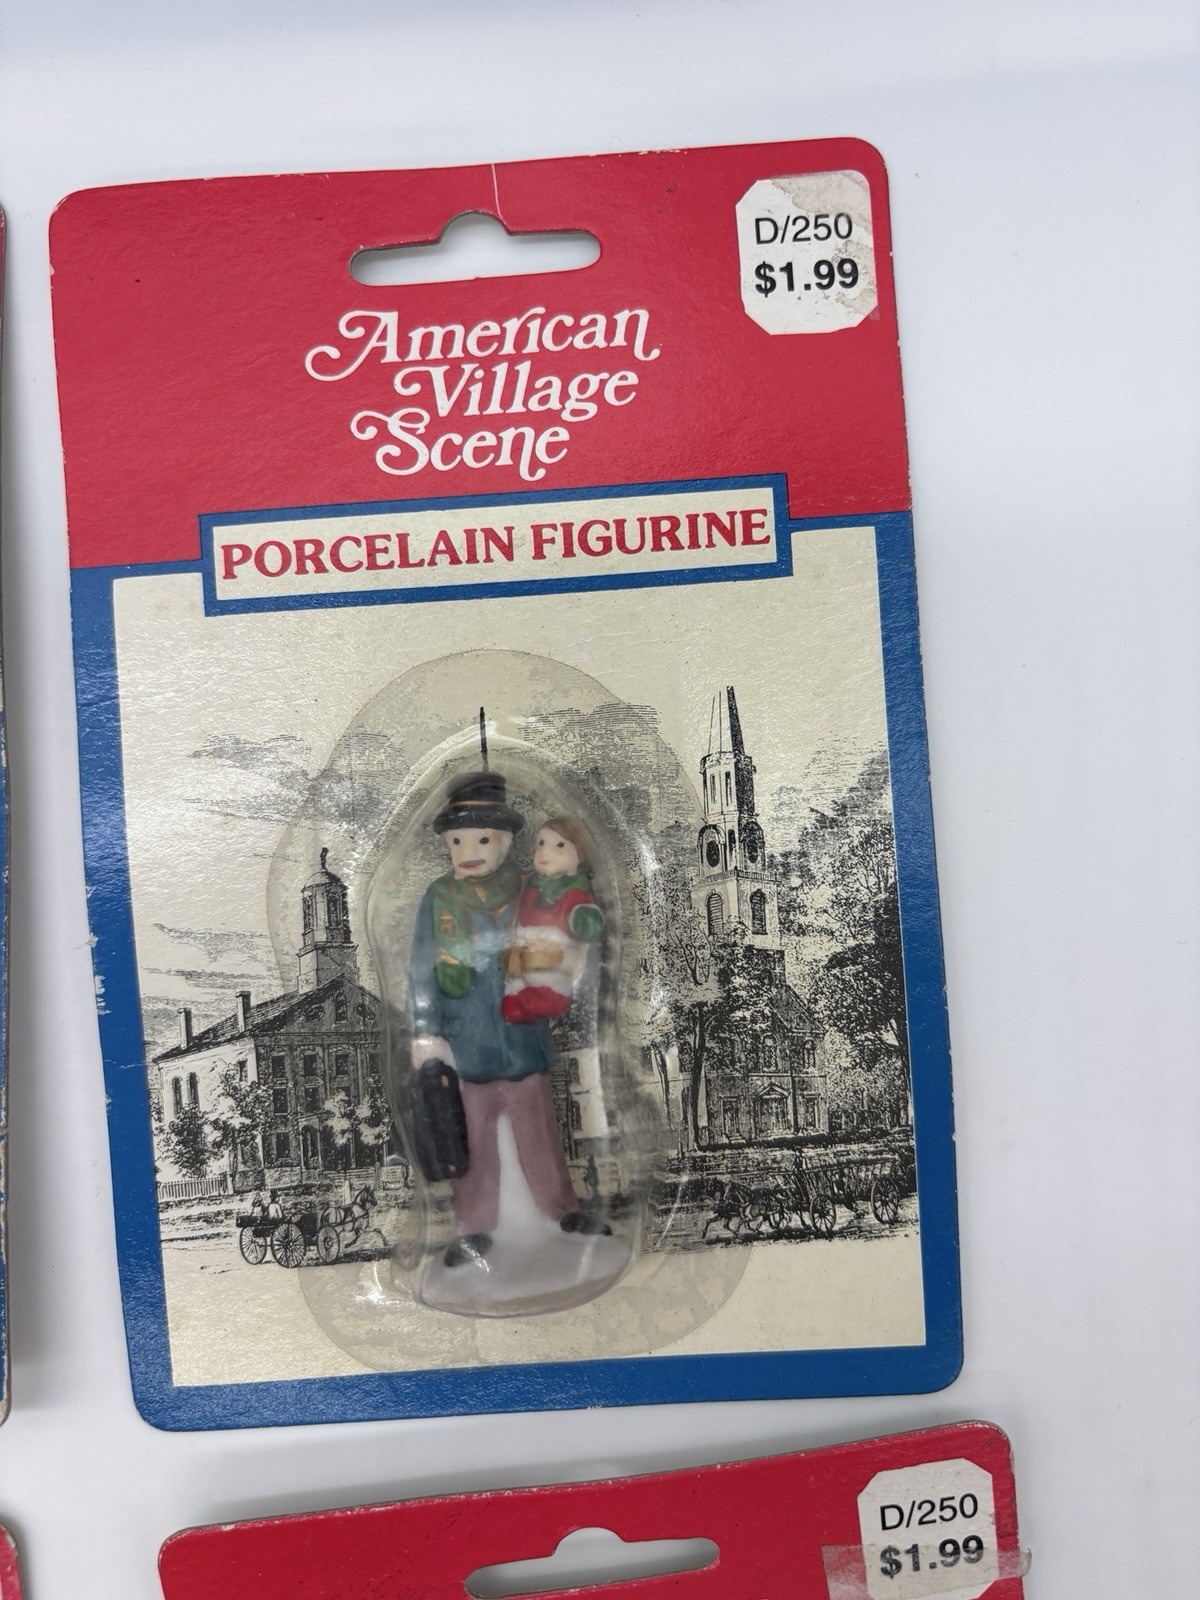 D/250
$1.99
American
Village
Scene
PORCELAIN FIGURINE
D/250
$1.99